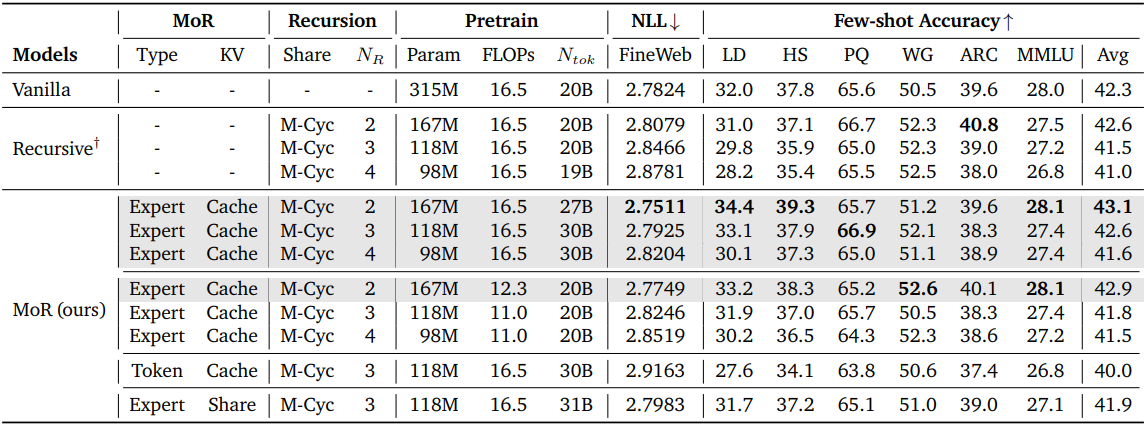 MoR Recursion Pretrain NLL↓ Few-shot Accuracy↑
Models Type KV Share N_R Param FLOPs N_tok FineWeb LD HS PQ WG ARC MMLU Avg
Vanilla - - - - 315M 16.5 20B 2.7824 32.0 37.8 65.6 50.5 39.6 28.0 42.3
- - M-Cyc 2 167M 16.5 20B 2.8079 31.0 37.1 66.7 52.3 40.8 27.5 42.6
Recursive† - - M-Cyc 3 118M 16.5 20B 2.8466 29.8 35.9 65.0 52.3 39.0 27.2 41.5
- - M-Cyc 4 98M 16.5 19B 2.8781 28.2 35.4 65.5 52.5 38.0 26.8 41.0
Expert Cache M-Cyc 2 167M 16.5 27B 2.7511 34.4 39.3 65.7 51.2 39.6 28.1 43.1
Expert Cache M-Cyc 3 118M 16.5 30B 2.7925 33.1 37.9 66.9 52.1 38.3 27.4 42.6
Expert Cache M-Cyc 4 98M 16.5 30B 2.8204 30.1 37.3 65.0 51.1 38.9 27.4 41.6
Expert Cache M-Cyc 2 167M 12.3 20B 2.7749 33.2 38.3 65.2 52.6 40.1 28.1 42.9
MoR (ours) Expert Cache M-Cyc 3 118M 11.0 20B 2.8246 31.9 37.0 65.7 50.5 38.3 27.4 41.8
Expert Cache M-Cyc 4 98M 11.0 20B 2.8519 30.2 36.5 64.3 52.3 38.6 27.2 41.5
Token Cache M-Cyc 3 118M 16.5 30B 2.9163 27.6 34.1 63.8 50.6 37.4 26.8 40.0
Expert Share M-Cyc 3 118M 16.5 31B 2.7983 31.7 37.2 65.1 51.0 39.0 27.1 41.9